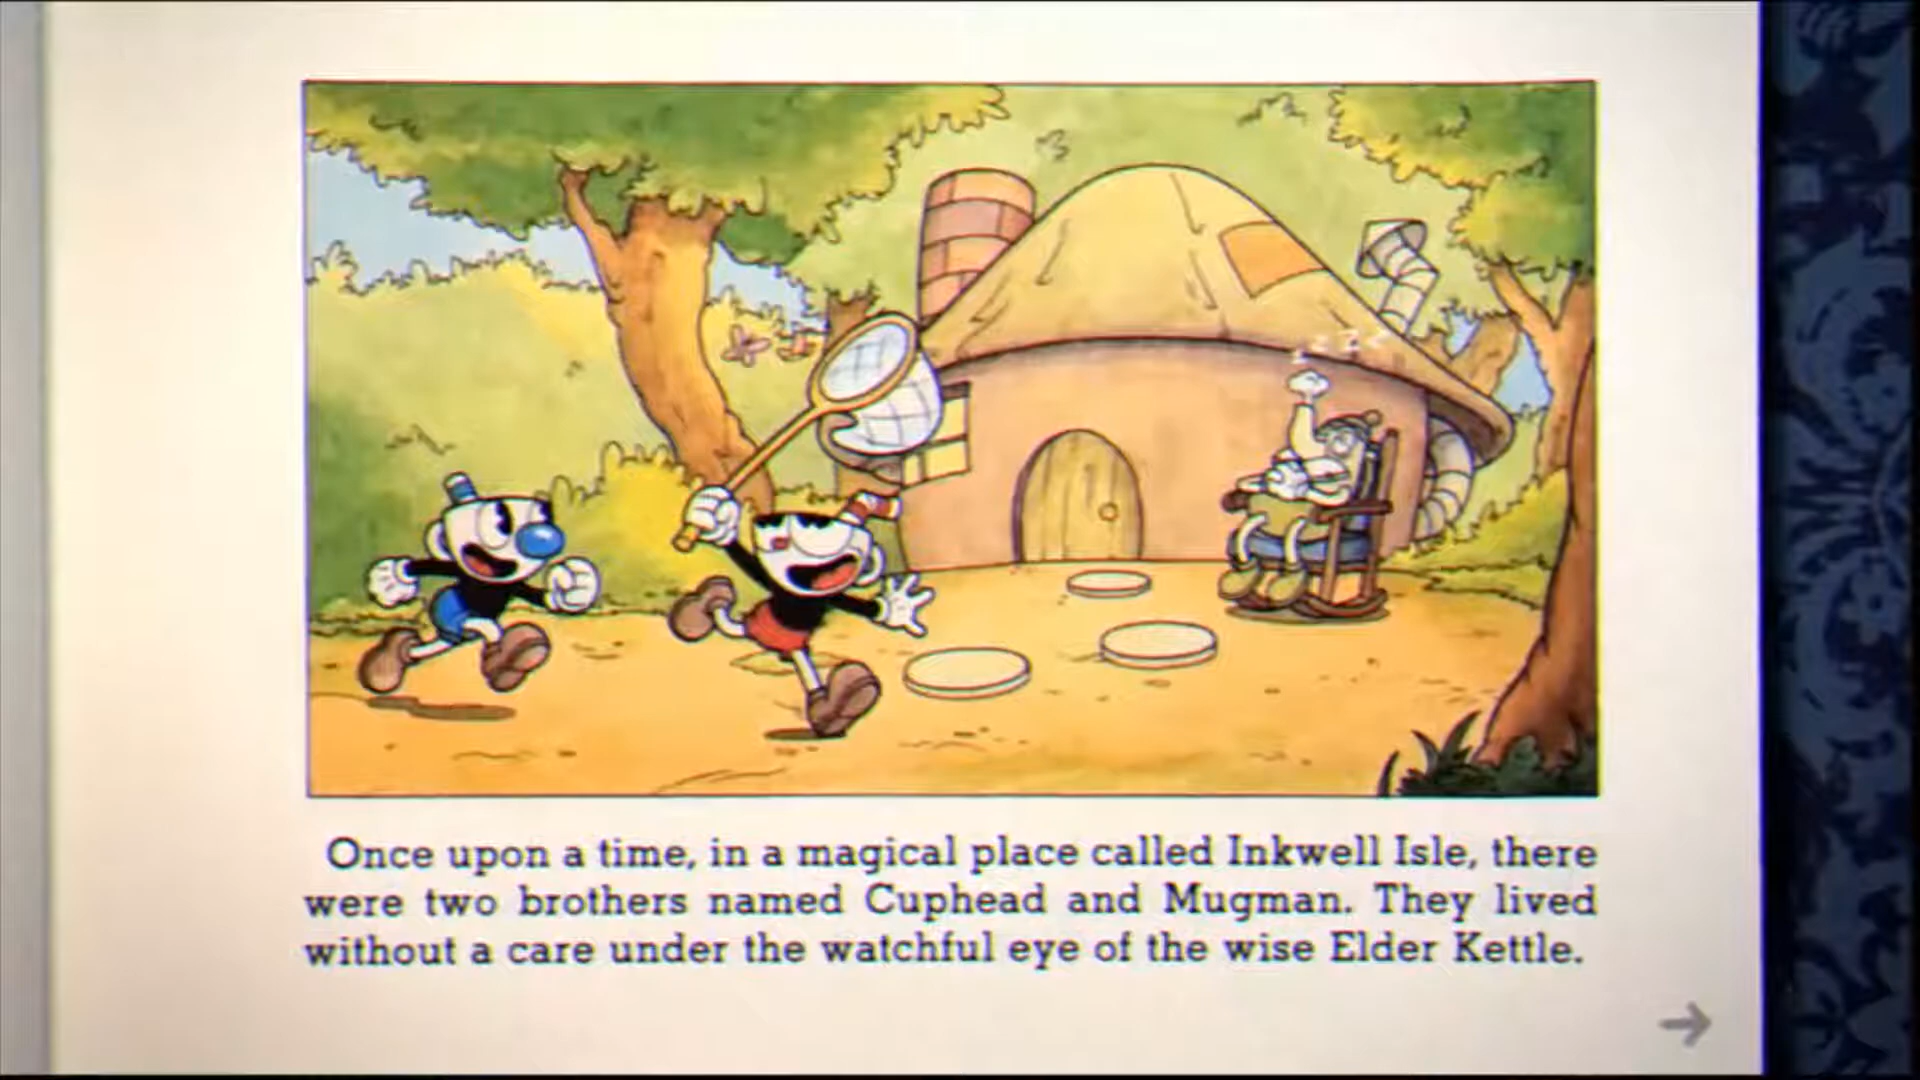 zzzz
Once upon a time, in a magical place called Inkwell Isle, there
were two brothers named Cuphead and Mugman. They lived
without a care under the watchful eye of the wise Elder Kettle.